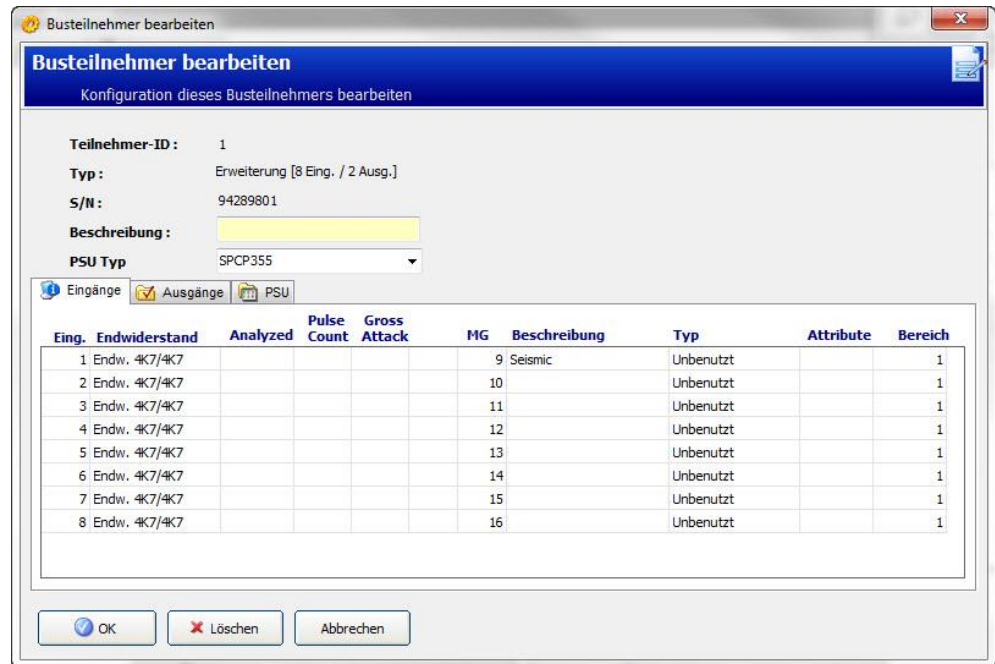 Busteilnehmer bearbeiten
Busteilnehmer bearbeiten
Konfiguration dieses Busteilnehmers bearbeiten
Teilnehmer-ID : 1
Typ : Erweiterung [8 Eing. / 2 Ausg.]
S/N : 94289801
Beschreibung :
PSU Typ SPCP355
Eingänge Ausgänge PSU
Eing. Endwiderstand Analyzed Pulse Count Gross Attack MG Beschreibung Typ Attribute Bereich
1 Endw. 4K7/4K7 9 Seismic Unbenutzt 1
2 Endw. 4K7/4K7 10 Unbenutzt 1
3 Endw. 4K7/4K7 11 Unbenutzt 1
4 Endw. 4K7/4K7 12 Unbenutzt 1
5 Endw. 4K7/4K7 13 Unbenutzt 1
6 Endw. 4K7/4K7 14 Unbenutzt 1
7 Endw. 4K7/4K7 15 Unbenutzt 1
8 Endw. 4K7/4K7 16 Unbenutzt 1
OK Löschen Abbrechen